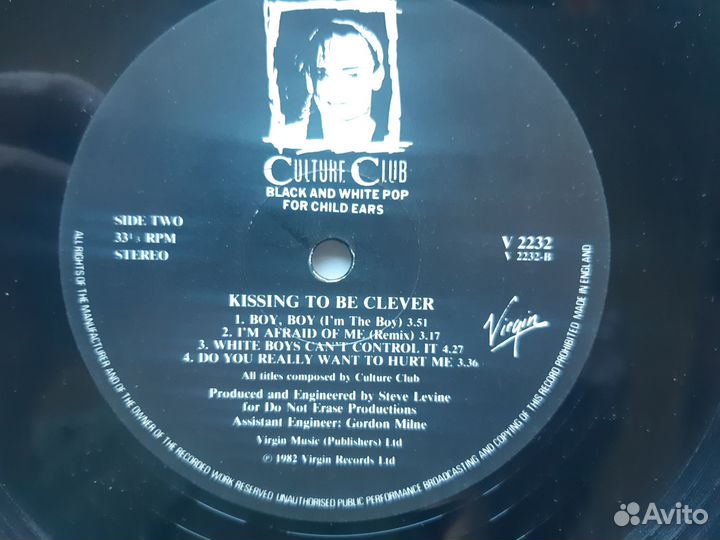 CULTURE CLUB
BLACK AND WHITE POP
FOR CHILD EARS
SIDE TWO
33⅓ RPM
STEREO
V 2232
V 2232-B
KISSING TO BE CLEVER
1. BOY, BOY (I'm The Boy) 3.51
2. I'M AFRAID OF ME (Remix) 3.17
3. WHITE BOYS CAN'T CONTROL IT 4.27
4. DO YOU REALLY WANT TO HURT ME 3.36
All titles composed by Culture Club
Produced and Engineered by Steve Levine
for Do Not Erase Productions
Assistant Engineer: Gordon Milne
Virgin Music (Publishers) Ltd
℗ 1982 Virgin Records Ltd
Virgin
ALL RIGHTS OF THE MANUFACTURER AND OF THE OWNER OF THE RECORDED WORK RESERVED UNAUTHORISED PUBLIC PERFORMANCE BROADCASTING AND COPYING OF THIS RECORD PROHIBITED MADE IN ENGLAND
Avito